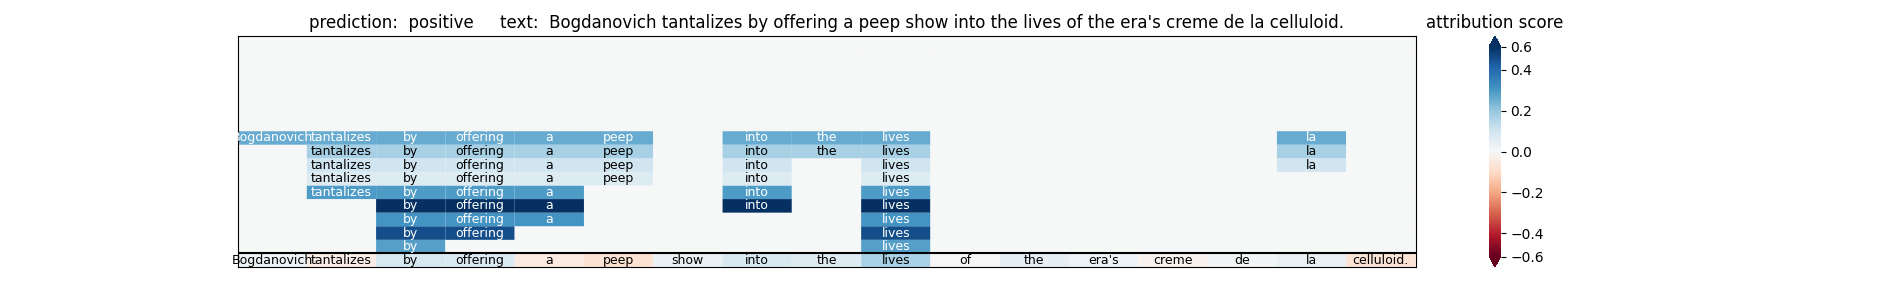 prediction: positive text: Bogdanovich tantalizes by offering a peep show into the lives of the era's creme de la celluloid. attribution score
Bogdanovich tantalizes by offering a peep into the lives la
tantalizes by offering a peep into the lives la
tantalizes by offering a peep into lives la
tantalizes by offering a peep into lives
tantalizes by offering a into lives
by offering a into lives
by offering a lives
by offering lives
by lives
Bogdanovich tantalizes by offering a peep show into the lives of the era's creme de la celluloid.
0.6
0.4
0.2
0.0
−0.2
−0.4
−0.6